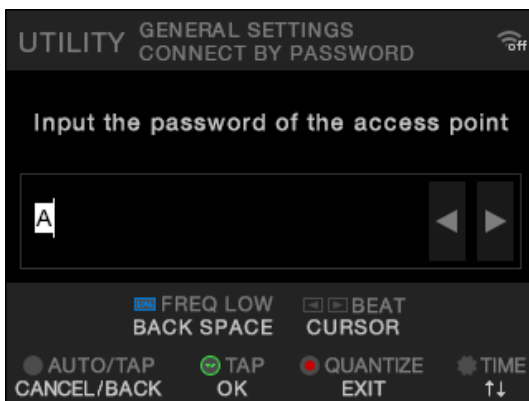 UTILITY GENERAL SETTINGS
CONNECT BY PASSWORD
off
Input the password of the access point
A
FREQ LOW BEAT
BACK SPACE CURSOR
AUTO/TAP TAP QUANTIZE TIME
CANCEL/BACK OK EXIT ↑↓